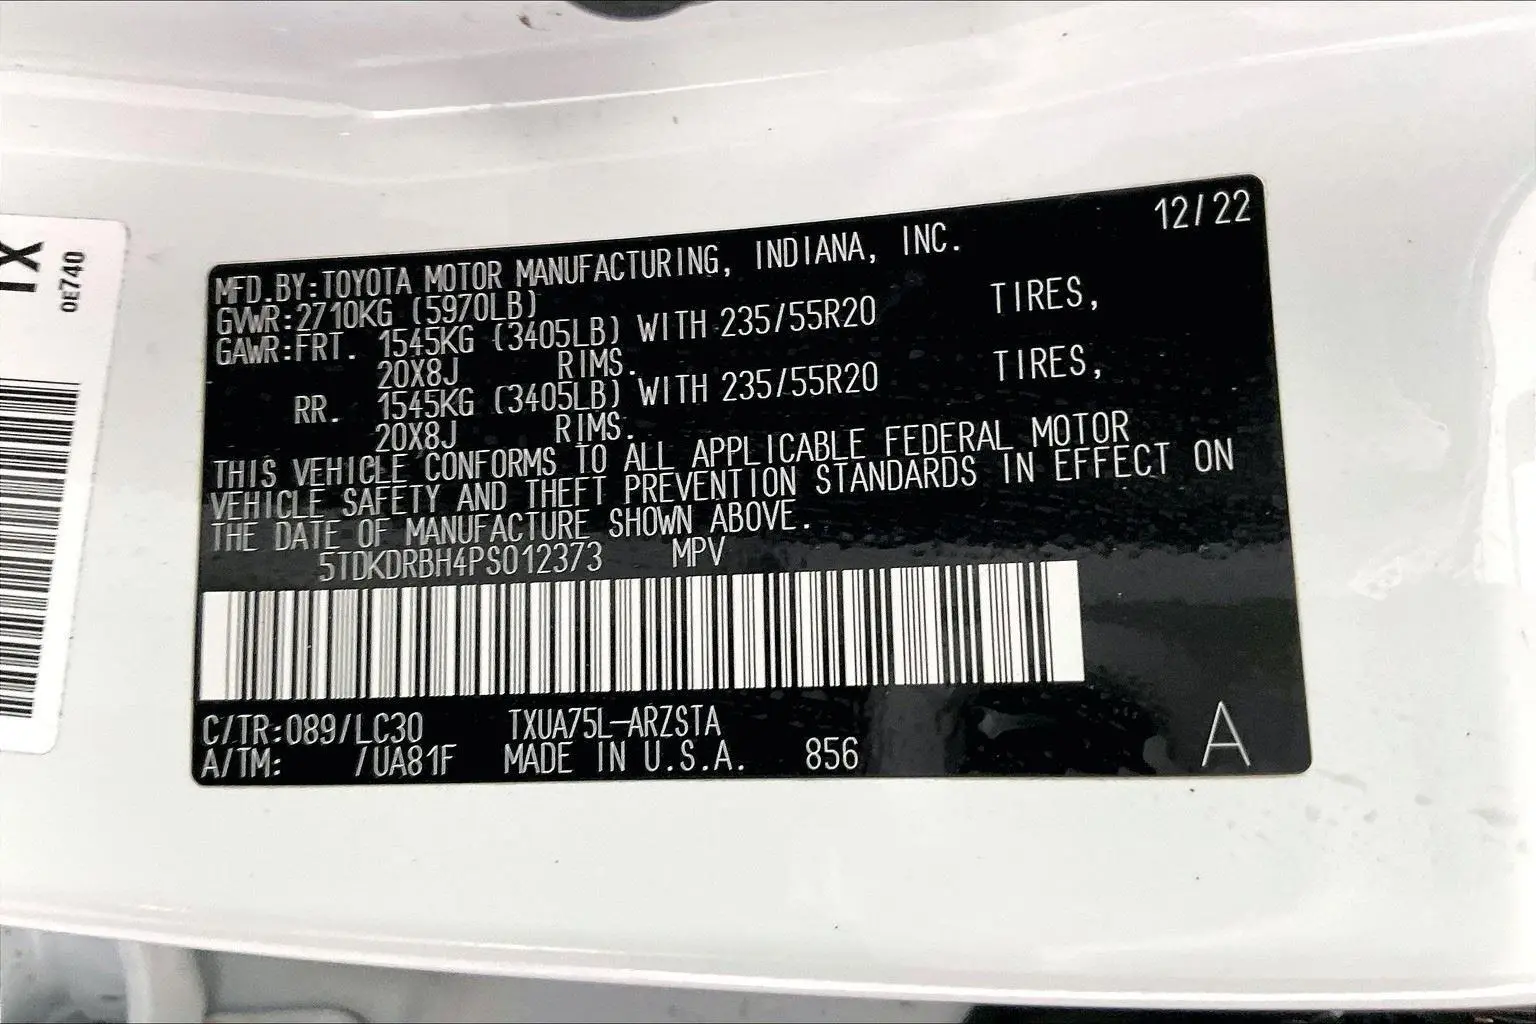 TX
0E740
12/22
MFD.BY:TOYOTA MOTOR MANUFACTURING, INDIANA, INC.
GVWR:2710KG (5970LB)
GAWR:FRT. 1545KG (3405LB) WITH 235/55R20 TIRES,
20X8J RIMS.
RR. 1545KG (3405LB) WITH 235/55R20 TIRES,
20X8J RIMS.
THIS VEHICLE CONFORMS TO ALL APPLICABLE FEDERAL MOTOR
VEHICLE SAFETY AND THEFT PREVENTION STANDARDS IN EFFECT ON
THE DATE OF MANUFACTURE SHOWN ABOVE.
5TDKDRBH4PS012373 MPV
C/TR:089/LC30 TXUA75L-ARZSTA
A/TM: /UA81F MADE IN U.S.A. 856
A